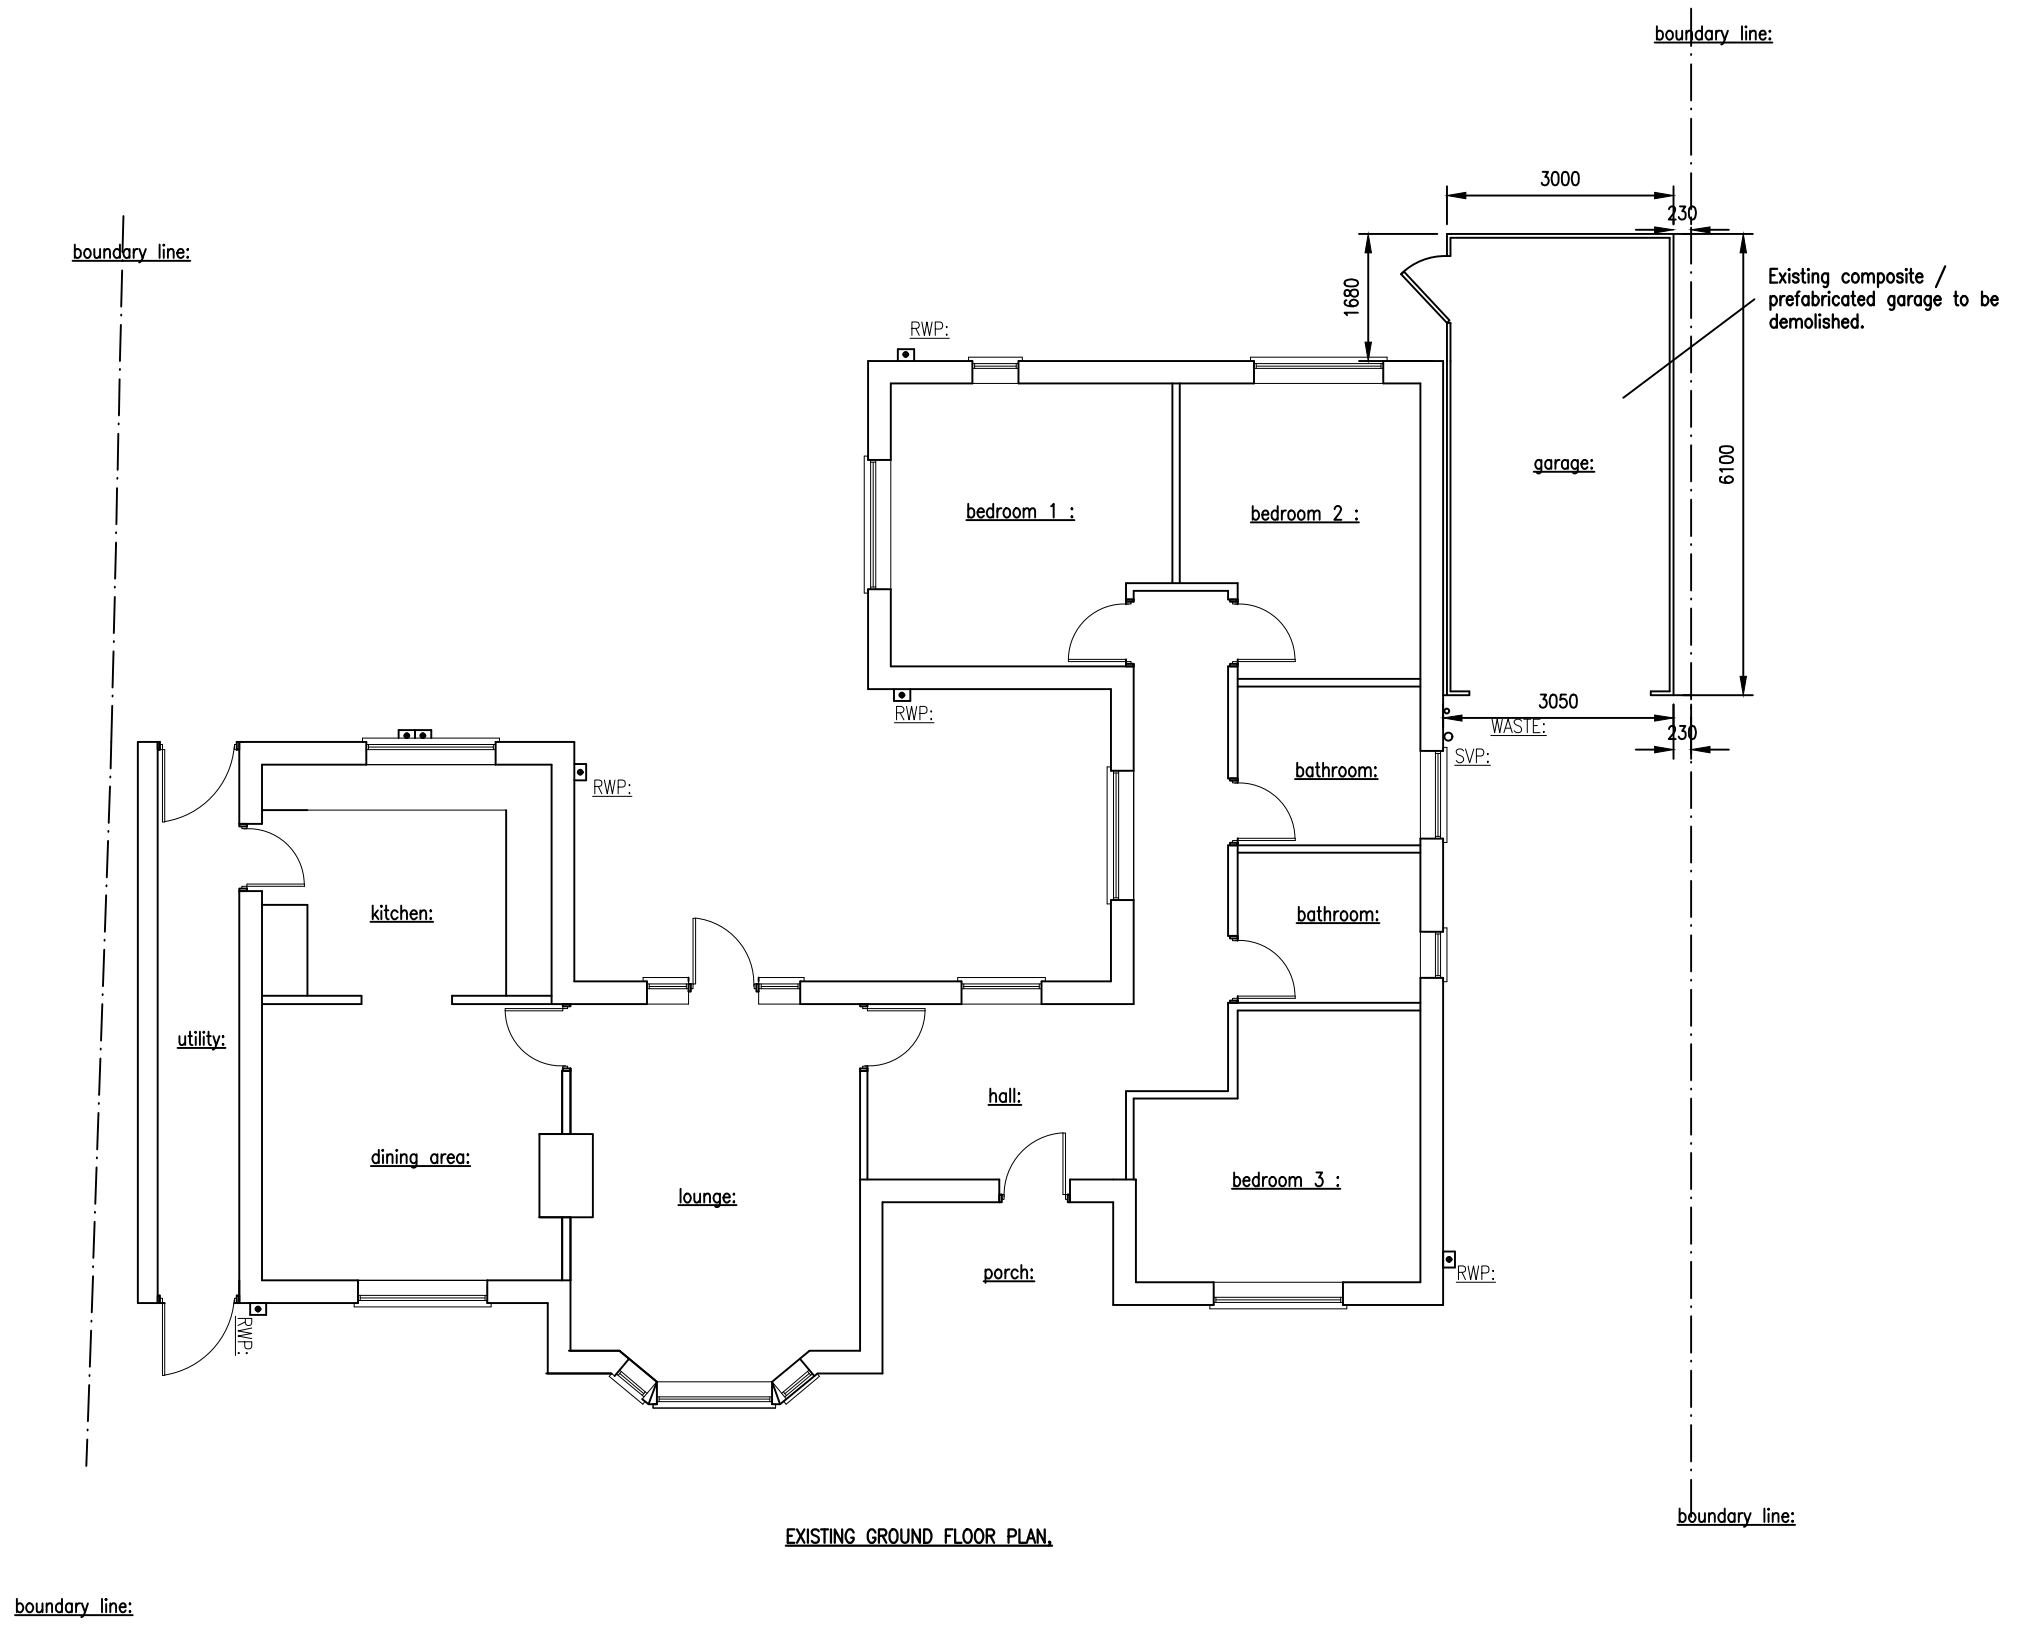 boundary line:
3000
230
boundary line:
Existing composite /
prefabricated garage to be
demolished.
1680
RWP:
garage:
6100
bedroom 1 :
bedroom 2 :
3050
RWP:
WASTE:
230
SVP:
bathroom:
RWP:
kitchen:
bathroom:
utility:
hall:
dining area:
bedroom 3 :
lounge:
porch:
RWP:
RWP:
boundary line:
EXISTING GROUND FLOOR PLAN.
boundary line: